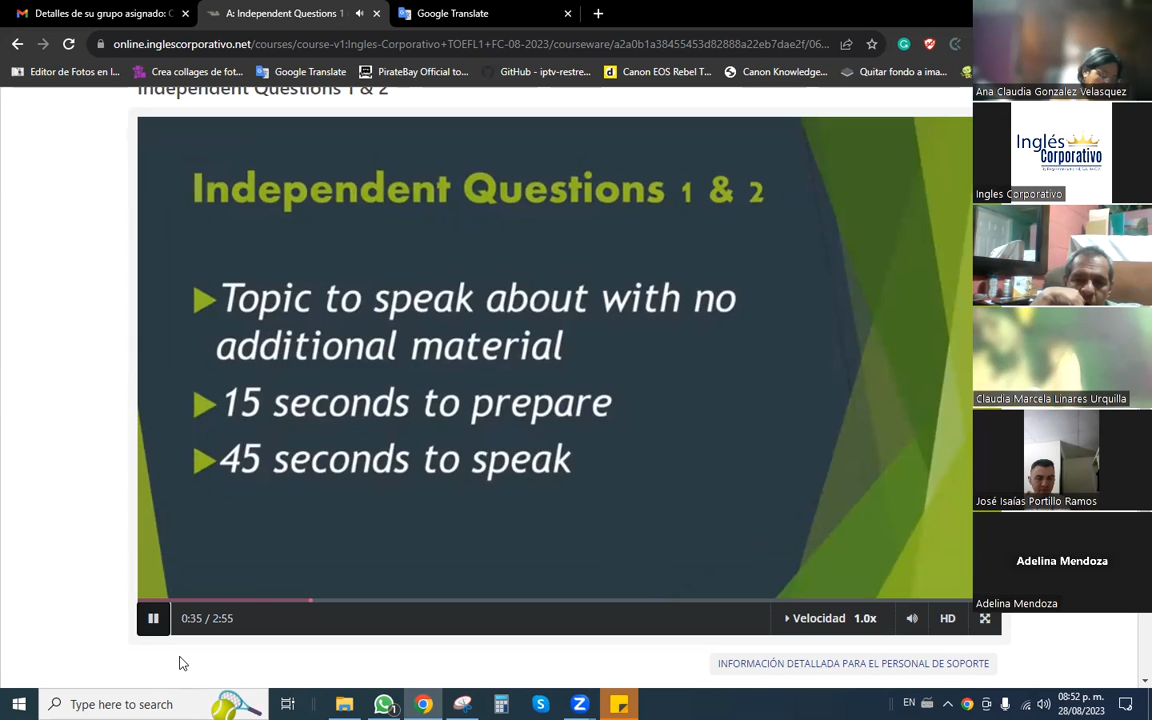 Detalles de su grupo asignado: C
A: Independent Questions 1
Google Translate
online.inglescorporativo.net/courses/course-v1:Ingles-Corporativo+TOEFL1+FC-08-2023/courseware/a2a0b1a38455453d82888a22eb7dae2f/06...
Editor de Fotos en l...
Crea collages de fot...
Google Translate
PirateBay Official to...
GitHub - iptv-restre...
Canon EOS Rebel T...
Canon Knowledge...
Quitar fondo a ima...
Independent Questions 1 & 2
Independent Questions 1 & 2
Topic to speak about with no
additional material
15 seconds to prepare
45 seconds to speak
0:35 / 2:55
Velocidad 1.0x
HD
INFORMACIÓN DETALLADA PARA EL PERSONAL DE SOPORTE
Ana Claudia Gonzalez Velasquez
Inglés
Corporativo
Ingles Corporativo
Claudia Marcela Linares Urquilla
José Isaías Portillo Ramos
Adelina Mendoza
Adelina Mendoza
Type here to search
1
EN
08:52 p. m.
28/08/2023